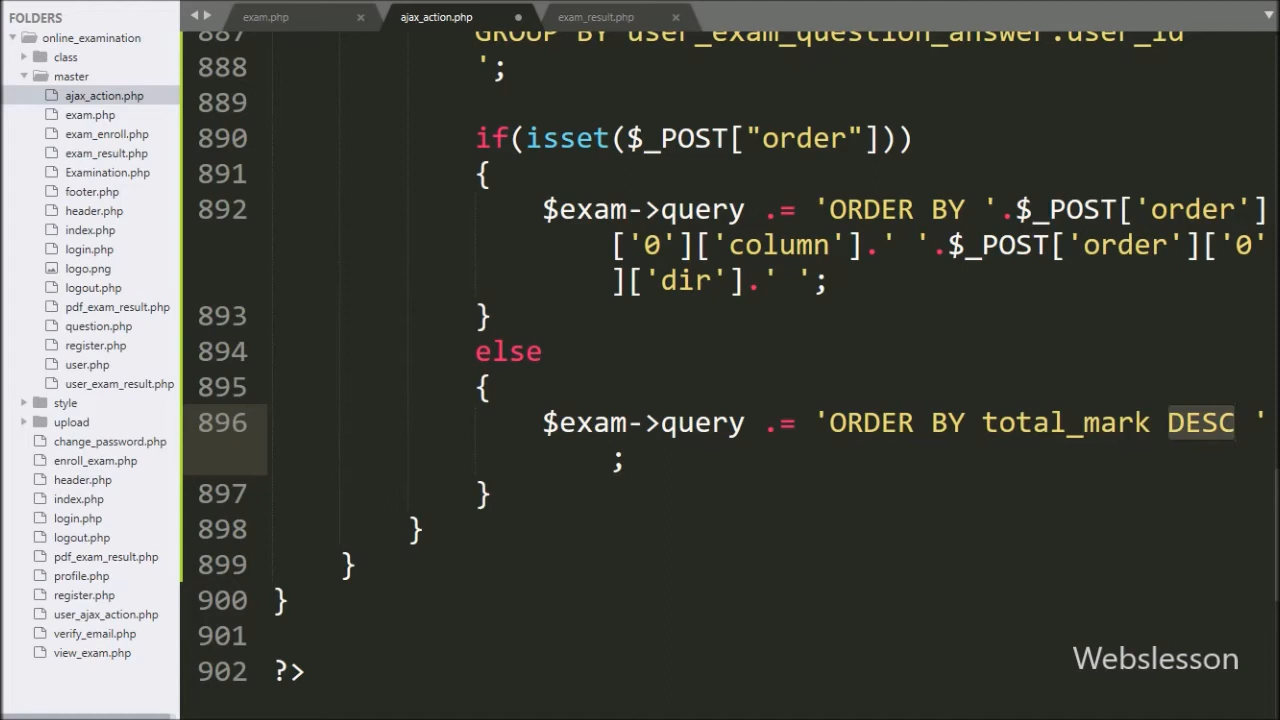 FOLDERS
online_examination
class
master
ajax_action.php
exam.php
exam_enroll.php
exam_result.php
Examination.php
footer.php
header.php
index.php
login.php
logo.png
logout.php
pdf_exam_result.php
question.php
register.php
user.php
user_exam_result.php
style
upload
change_password.php
enroll_exam.php
header.php
index.php
login.php
logout.php
pdf_exam_result.php
profile.php
register.php
user_ajax_action.php
verify_email.php
view_exam.php
exam.php ajax_action.php exam_result.php
887 GROUP BY user_exam_question_answer.user_id
888 ';
889
890 if(isset($_POST["order"]))
891 {
892 $exam->query .= 'ORDER BY '.$_POST['order']
['0']['column'].' '.$_POST['order']['0'
]['dir'].' ';
893 }
894 else
895 {
896 $exam->query .= 'ORDER BY total_mark DESC '
;
897 }
898 }
899 }
900 }
901
902 ?>
Webslesson